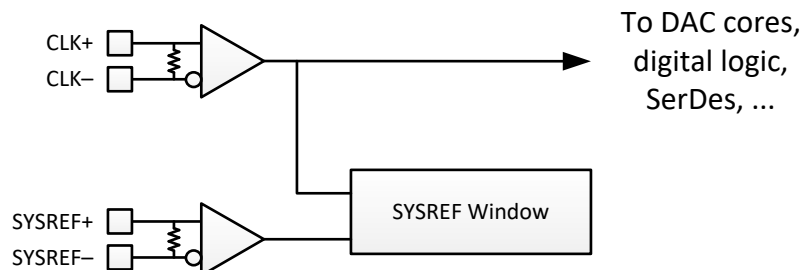 CLK+
CLK–
To DAC cores,
digital logic,
SerDes, ...
SYSREF+
SYSREF–
SYSREF Window